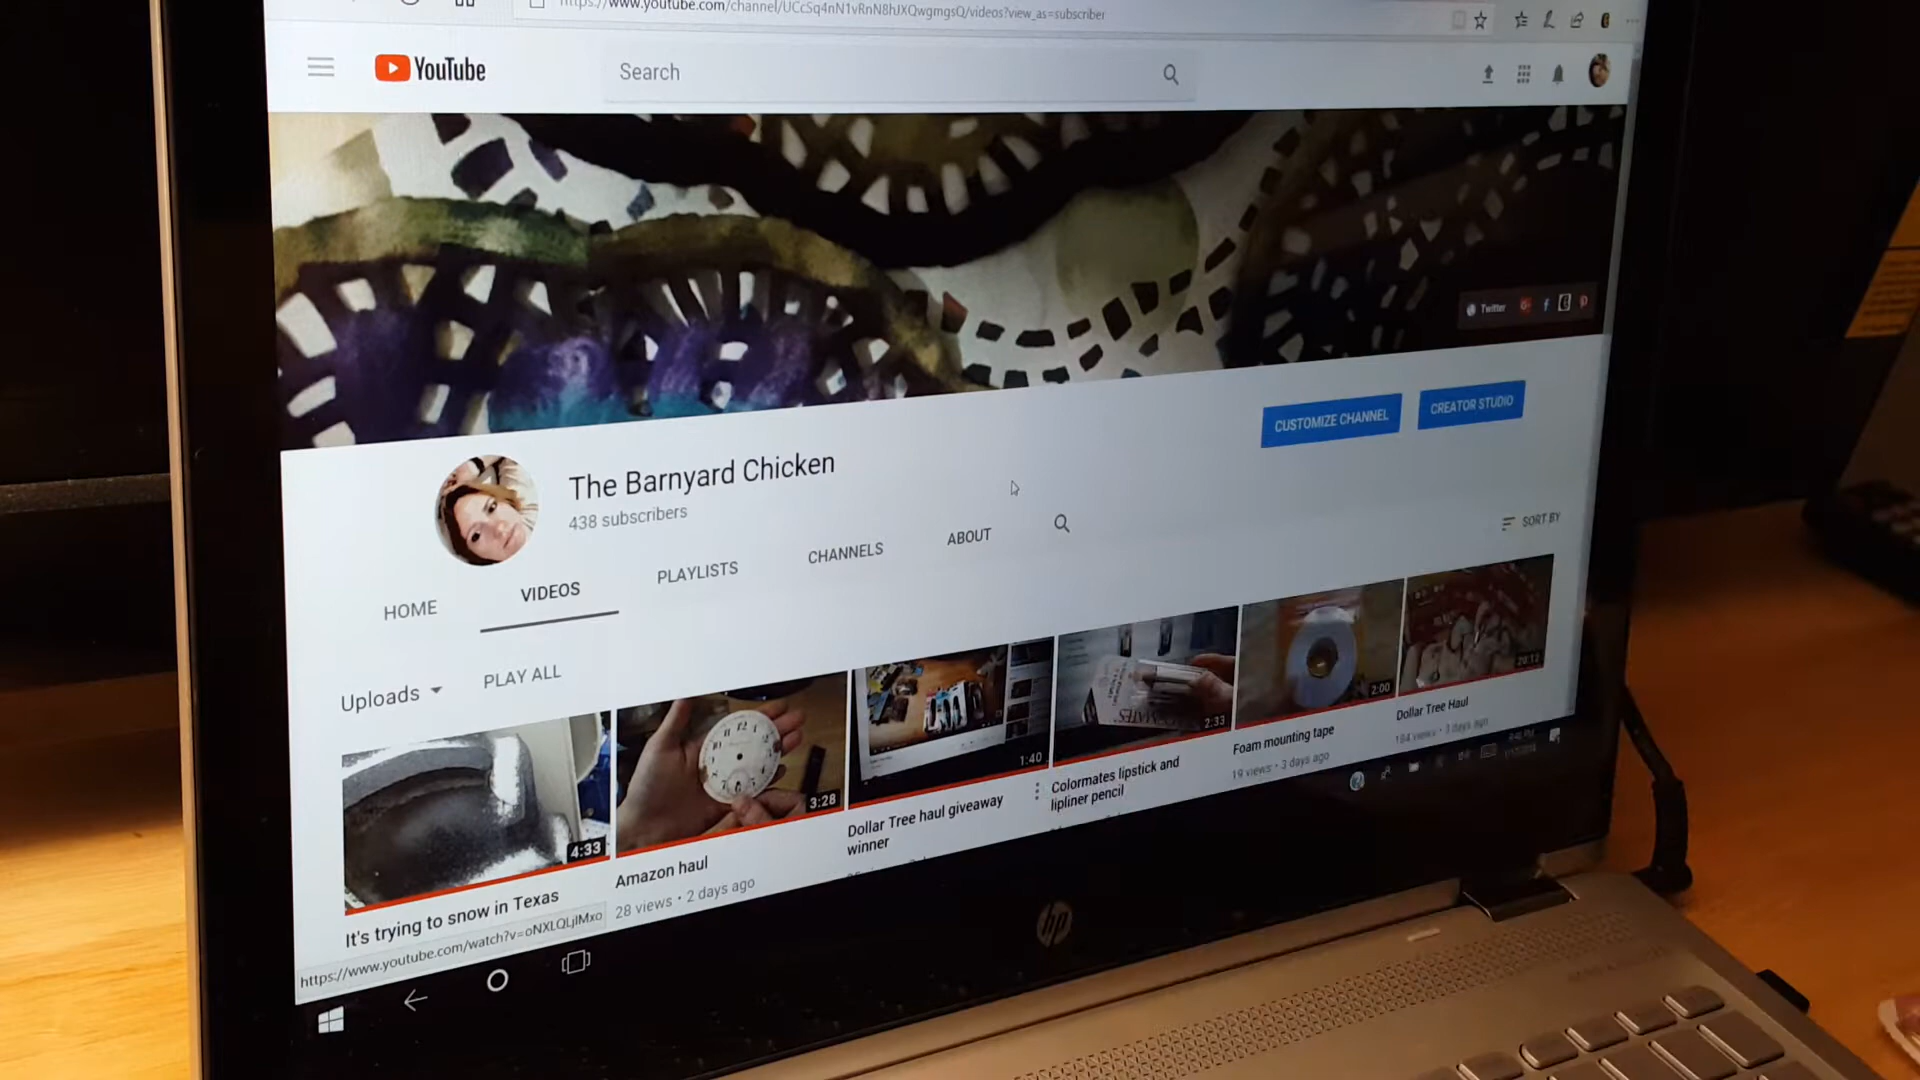 https://www.youtube.com/channel/UCcSq4nN1vRnN8hJXQwgmgsQ/videos?view_as=subscriber
YouTube
Search
Twitter
CUSTOMIZE CHANNEL
CREATOR STUDIO
The Barnyard Chicken
438 subscribers
HOME
VIDEOS
PLAYLISTS
CHANNELS
ABOUT
SORT BY
Uploads
PLAY ALL
4:33
3:28
1:40
2:33
2:00
20:12
It's trying to snow in Texas
Amazon haul
28 views • 2 days ago
Dollar Tree haul giveaway
winner
Colormates lipstick and
lipliner pencil
Foam mounting tape
19 views • 3 days ago
Dollar Tree Haul
184 views • 3 days ago
https://www.youtube.com/watch?v=oNXLQLjlMxo
hp